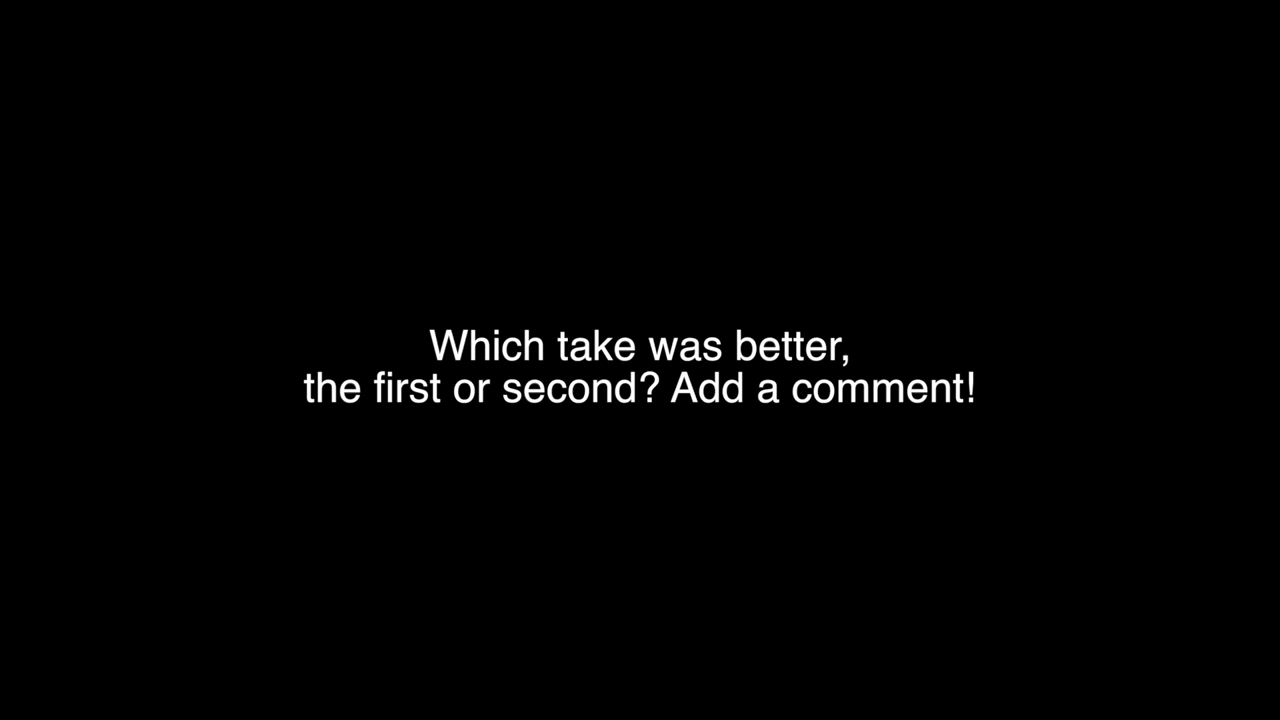 Which take was better,
the first or second? Add a comment!